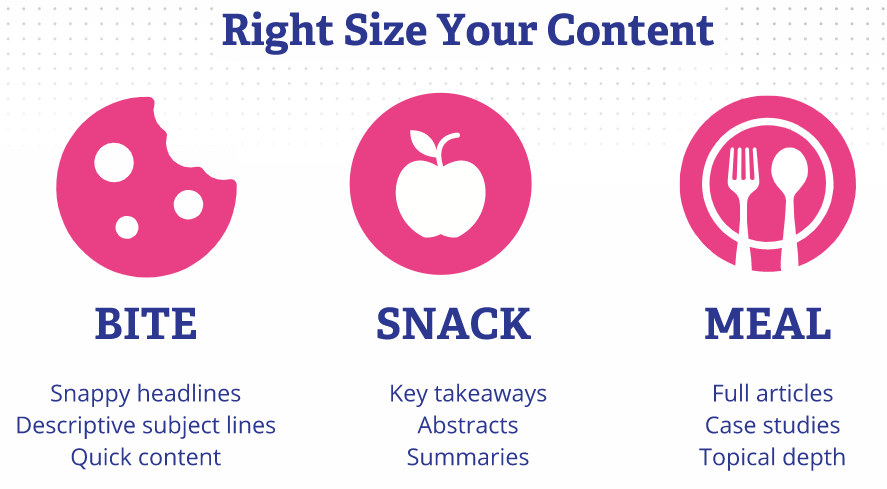 Right Size Your Content
BITE
Snappy headlines
Descriptive subject lines
Quick content
SNACK
Key takeaways
Abstracts
Summaries
MEAL
Full articles
Case studies
Topical depth